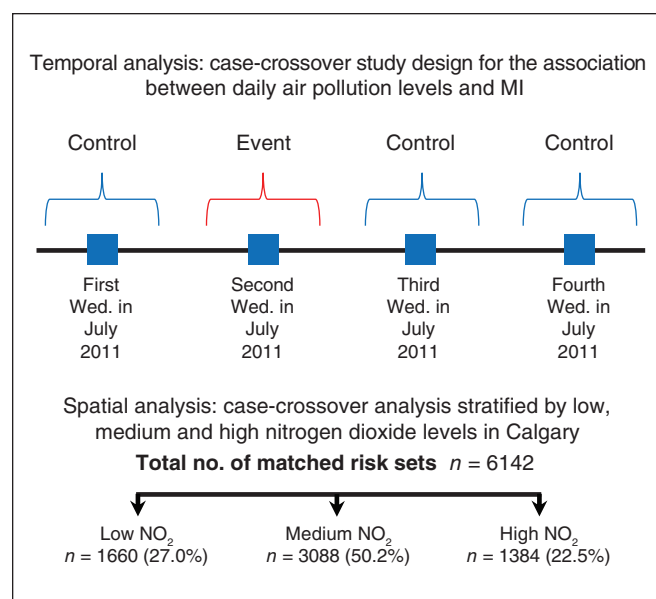 Temporal analysis: case-crossover study design for the association
between daily air pollution levels and MI
Control Event Control Control
First Second Third Fourth
Wed. in Wed. in Wed. in Wed. in
July July July July
2011 2011 2011 2011
Spatial analysis: case-crossover analysis stratified by low,
medium and high nitrogen dioxide levels in Calgary
Total no. of matched risk sets n = 6142
Low NO₂ Medium NO₂ High NO₂
n = 1660 (27.0%) n = 3088 (50.2%) n = 1384 (22.5%)